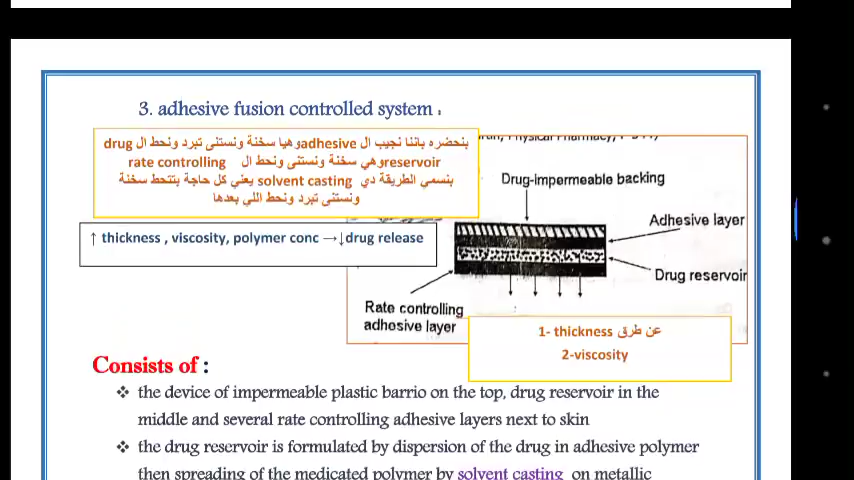 3. adhesive fusion controlled system :
بنحضره باننا نجيب ال adhesive وهيا سخنة ونستنى تبرد ونحط ال drug
reservoir وهي سخنة ونستنى ونحط ال rate controlling
بنسمي الطريقة دي solvent casting يعني كل حاجة بتتحط سخنة
ونستنى تبرد ونحط اللي بعدها
Physical Pharmacy,
Drug-impermeable backing
Adhesive layer
↑ thickness , viscosity, polymer conc →↓drug release
Drug reservoir
Rate controlling
adhesive layer
1- thickness عن طرق
2-viscosity
Consists of :
❖ the device of impermeable plastic barrio on the top, drug reservoir in the
middle and several rate controlling adhesive layers next to skin
❖ the drug reservoir is formulated by dispersion of the drug in adhesive polymer
then spreading of the medicated polymer by solvent casting on metallic